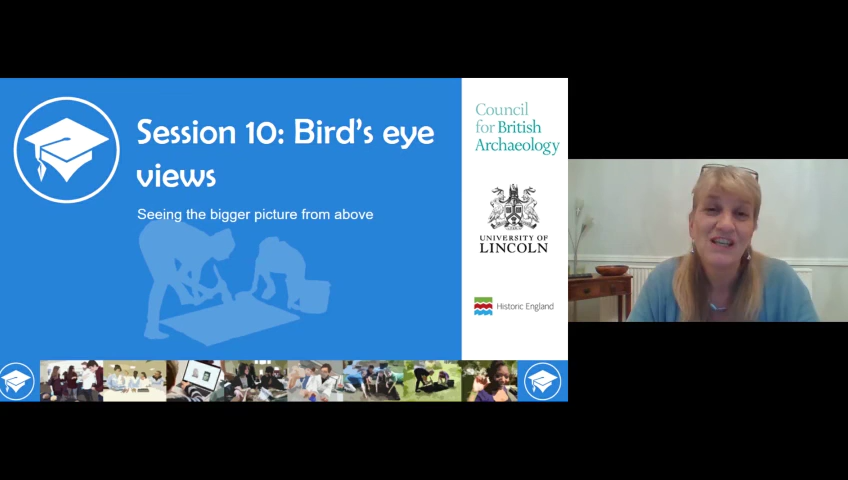 Session 10: Bird's eye
views
Seeing the bigger picture from above
Council
for British
Archaeology
UNIVERSITY OF
LINCOLN
Historic England